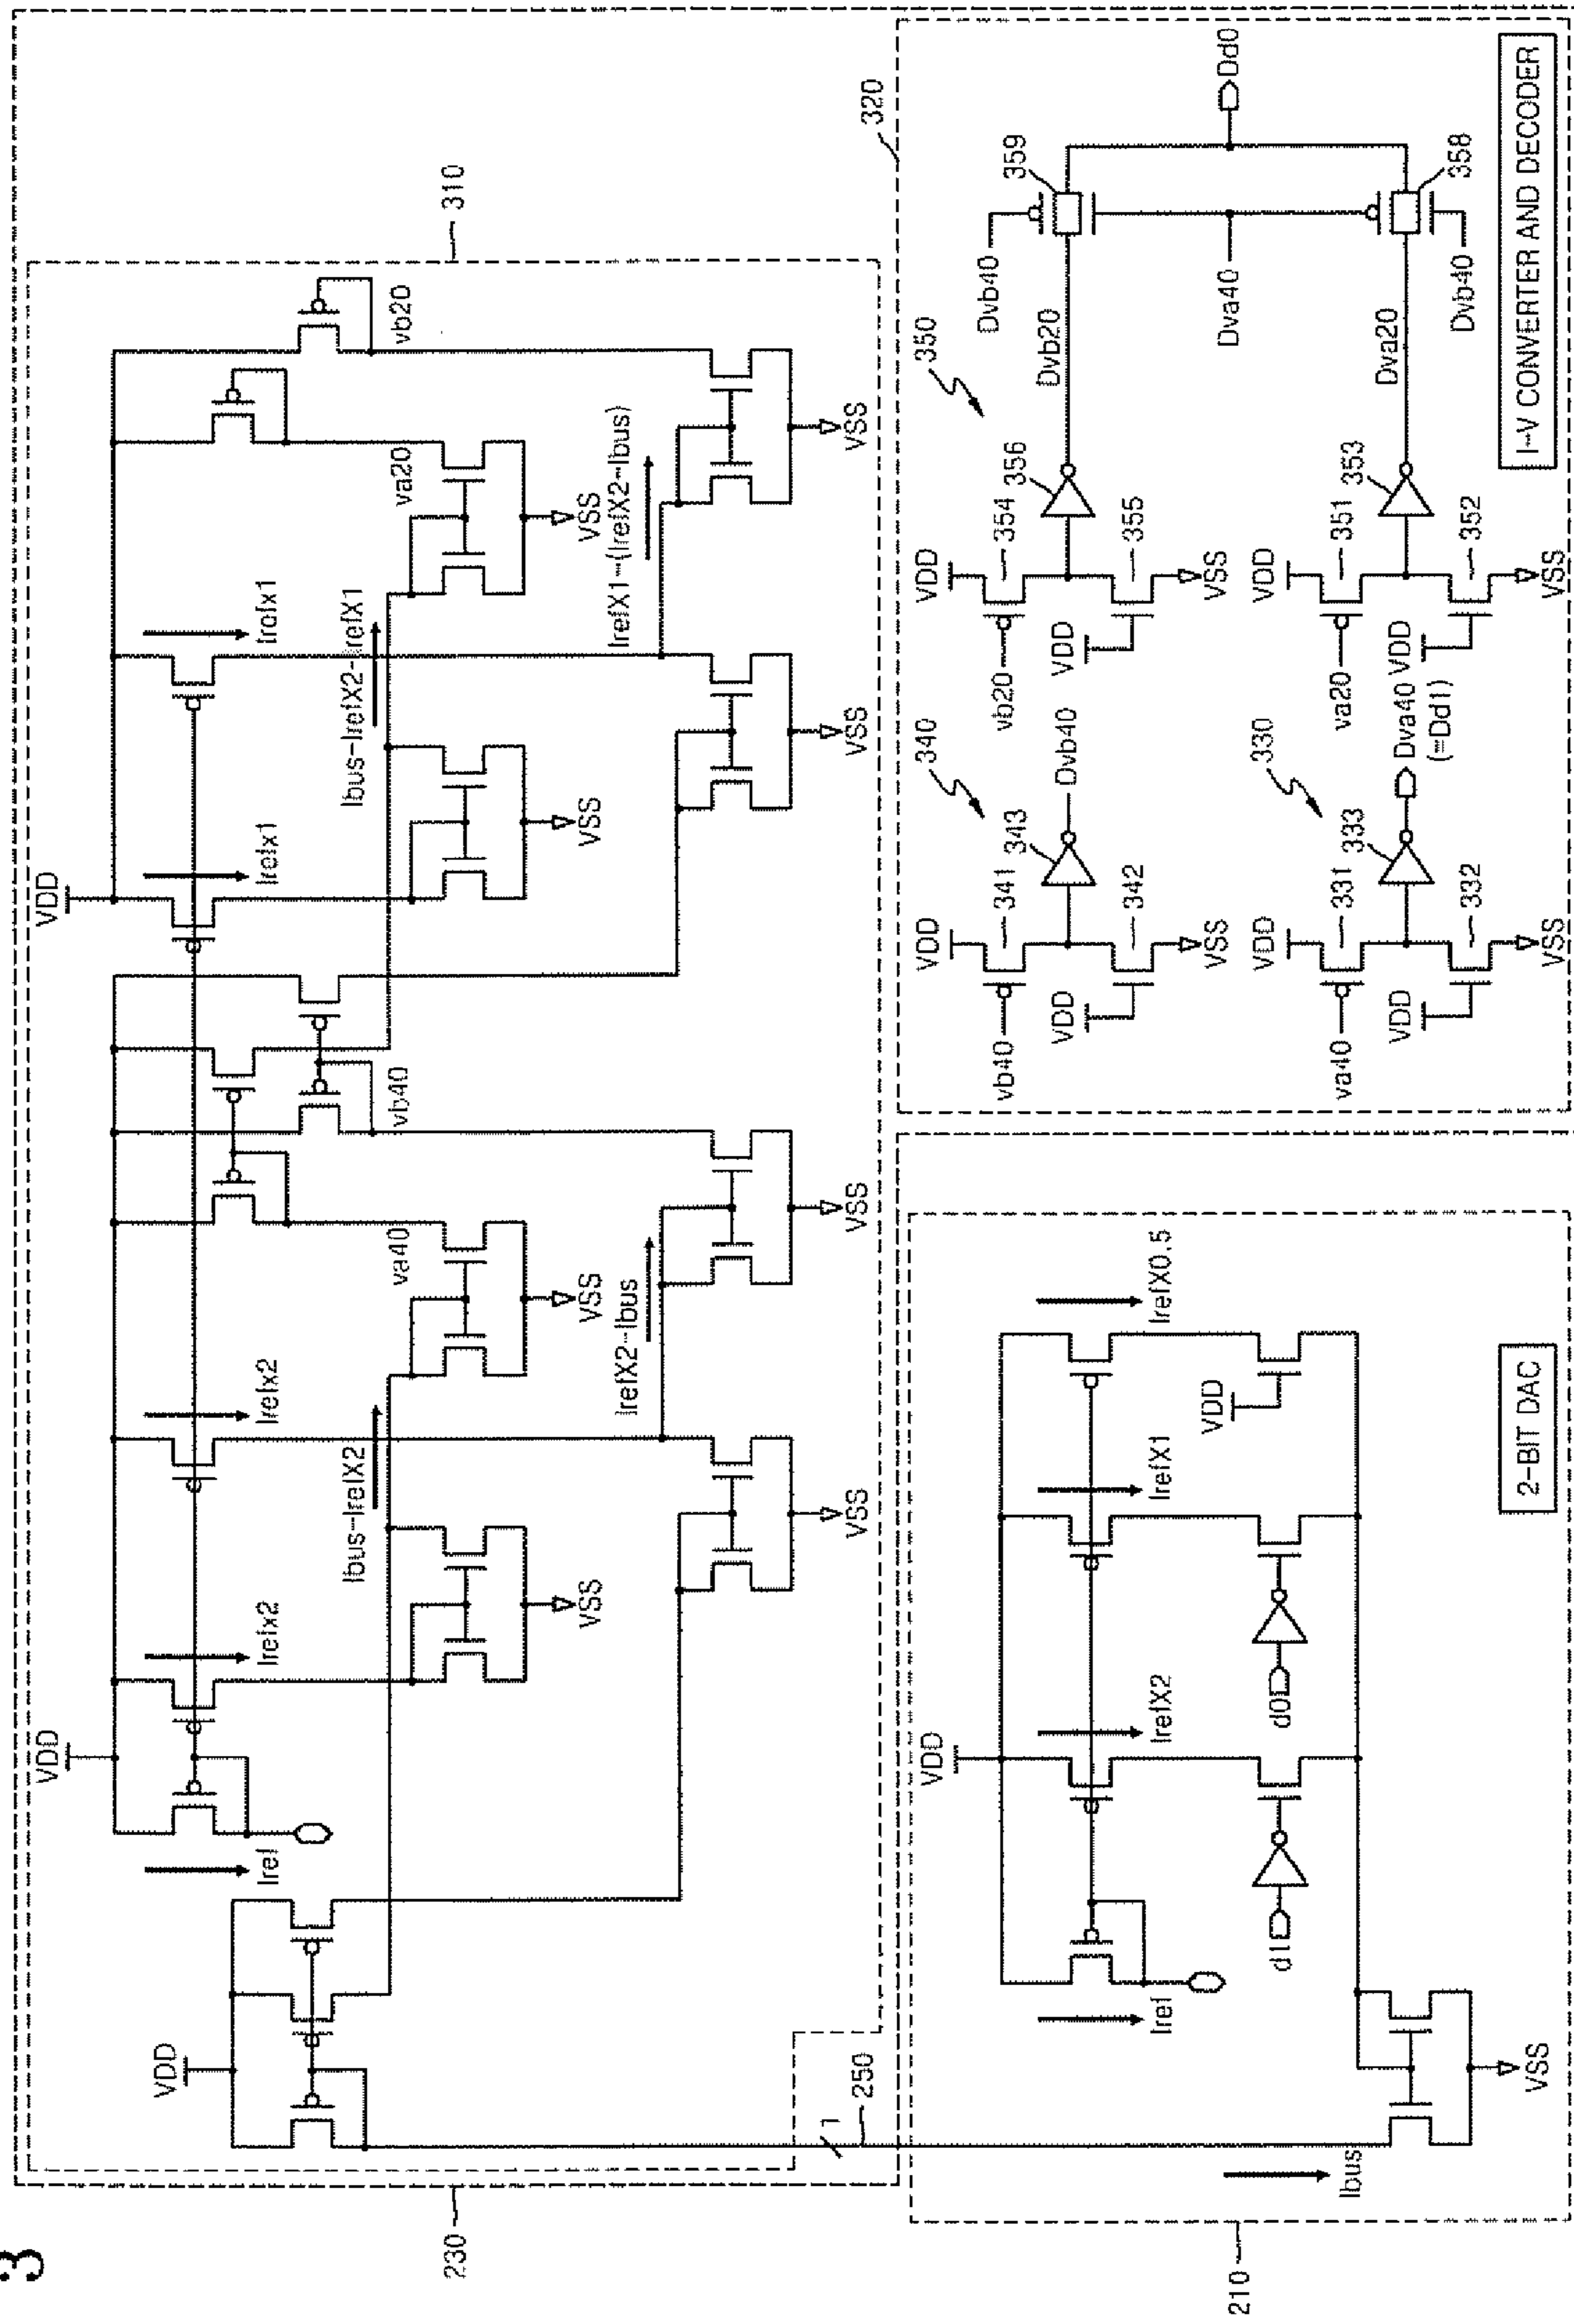 3
310
VDD
VDD
VDD
Iref
Irefx2
Irefx2
Irefx1
Irefx1
Ibus-IrefX2
va40
vb40
Ibus-IrefX2-IrefX1
va20
vb20
VSS
VSS
VSS
VSS
IrefX2-Ibus
IrefX1-(IrefX2-Ibus)
VSS
VSS
VSS
VSS
230
1
250
320
210
Ibus
Iref
VDD
IrefX2
IrefX1
IrefX0.5
VDD
d1
d0
VSS
2-BIT DAC
340
VDD
vb40
341
343
Dvb40
VDD
342
VSS
350
VDD
vb20
354
356
Dvb20
VDD
355
VSS
Dvb40
359
Dva40
Dd0
330
VDD
va40
331
333
Dva40
(=Dd1)
VDD
332
VSS
VDD
va20
351
353
Dva20
VDD
352
VSS
358
Dvb40
I-V CONVERTER AND DECODER